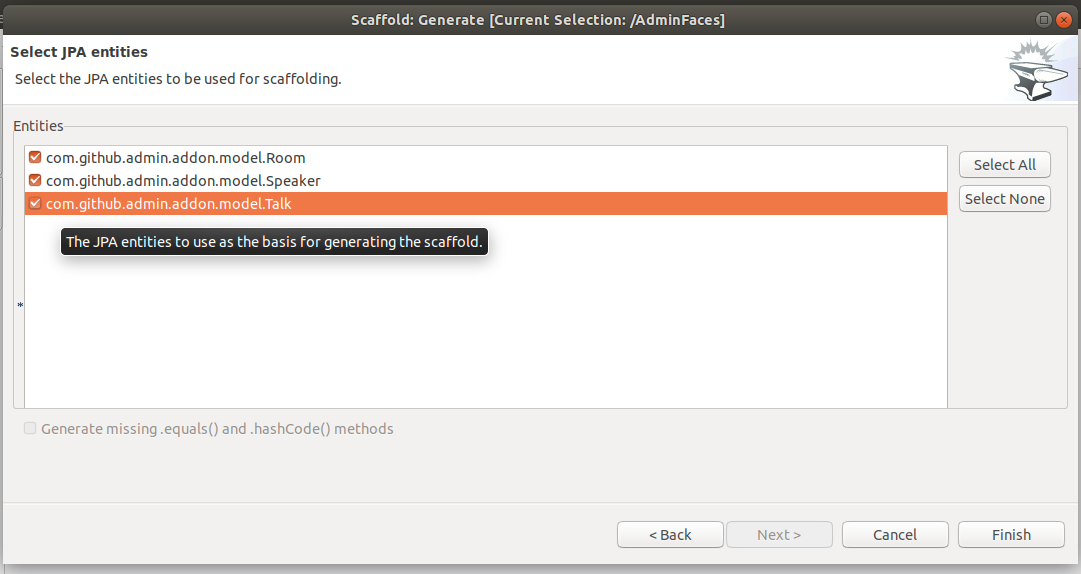 Scaffold: Generate [Current Selection: /AdminFaces]
Select JPA entities
Select the JPA entities to be used for scaffolding.
Entities
com.github.admin.addon.model.Room
com.github.admin.addon.model.Speaker
com.github.admin.addon.model.Talk
Select All
Select None
The JPA entities to use as the basis for generating the scaffold.
*
Generate missing .equals() and .hashCode() methods
< Back
Next >
Cancel
Finish